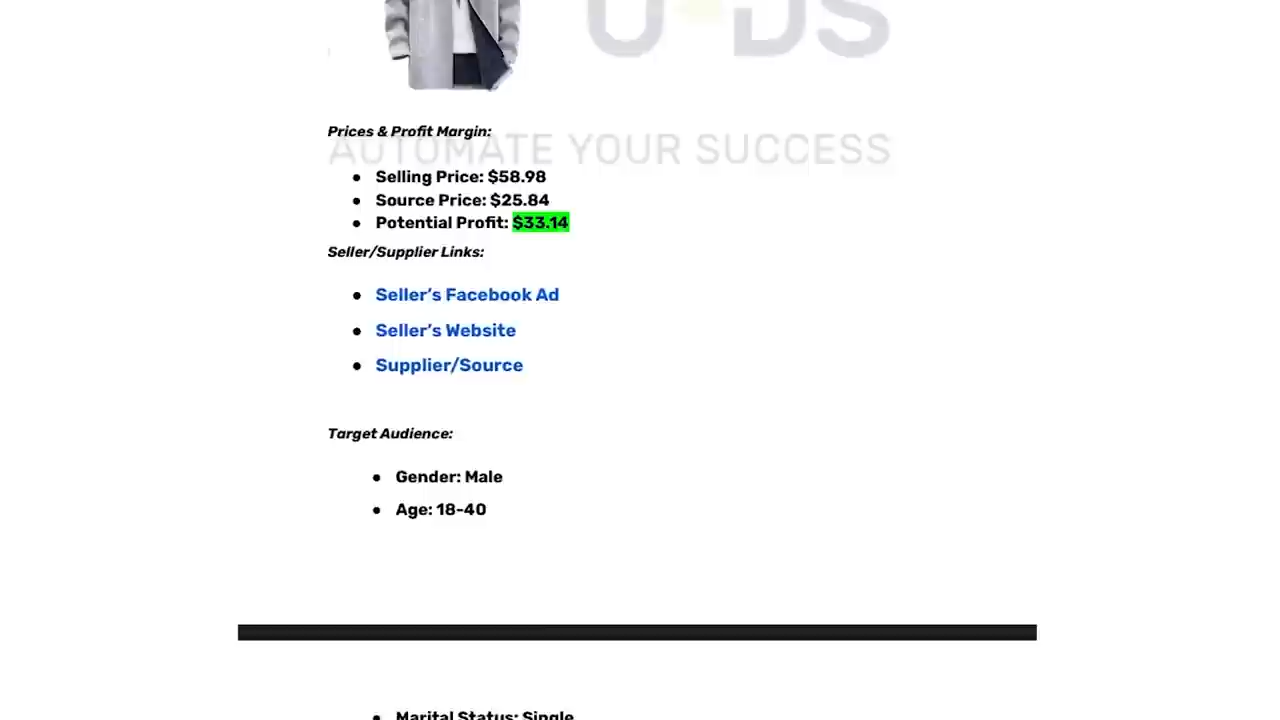 Prices & Profit Margin:
AUTOMATE YOUR SUCCESS
● Selling Price: $58.98
● Source Price: $25.84
● Potential Profit: $33.14
Seller/Supplier Links:
● Seller’s Facebook Ad
● Seller’s Website
● Supplier/Source
Target Audience:
● Gender: Male
● Age: 18-40
● Marital Status: Single